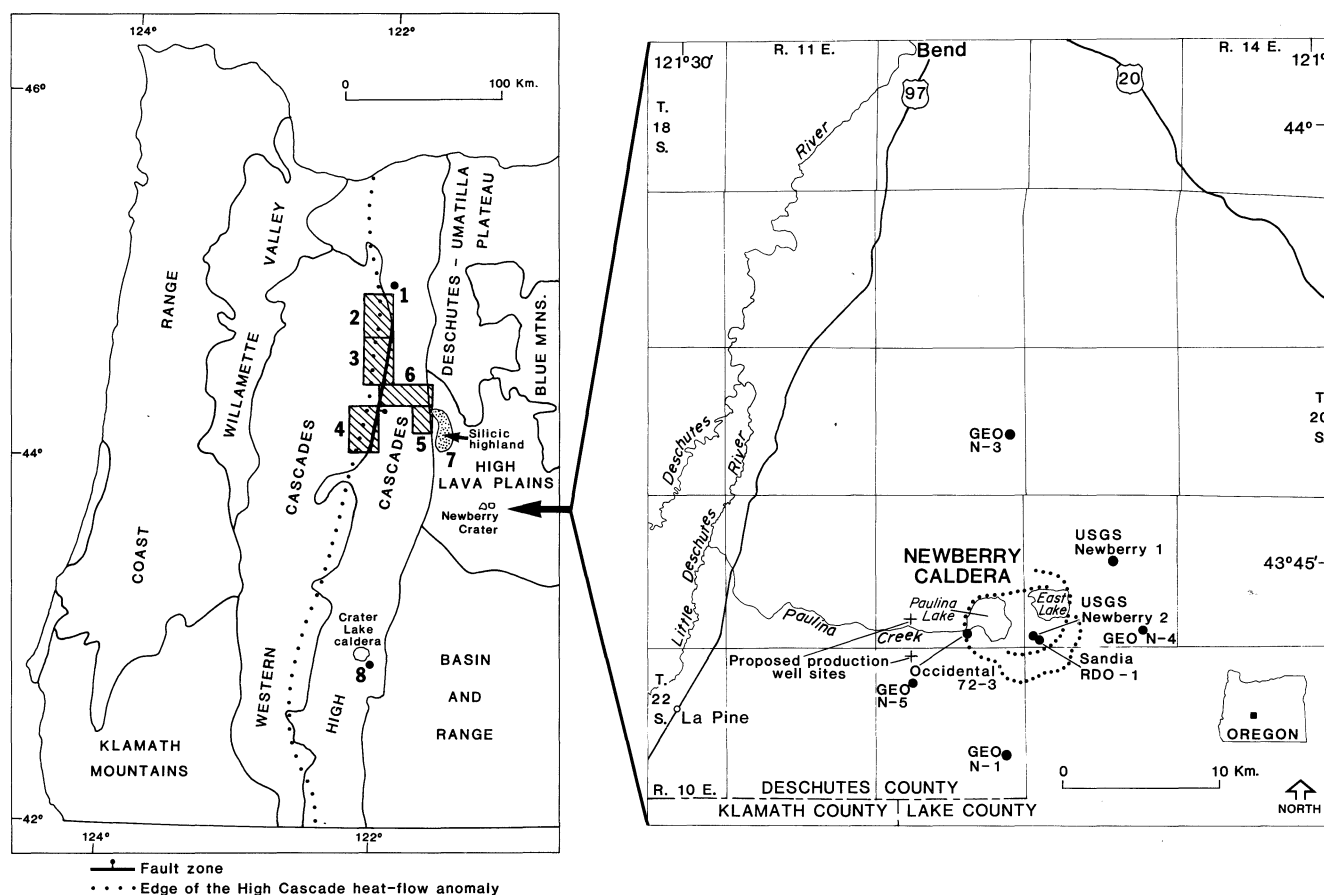 124°
122°
46°
0 100 Km.
VALLEY
WILLAMETTE
RANGE
COAST
DESCHUTES - UMATILLA
PLATEAU
BLUE MTNS.
1
2
3
6
4
5
7
Silicic
highland
HIGH
LAVA PLAINS
Newberry
Crater
CASCADES
CASCADES
WESTERN
HIGH
44°
Crater
Lake
caldera
8
BASIN
AND
RANGE
KLAMATH
MOUNTAINS
42°
124°
122°
Fault zone
Edge of the High Cascade heat-flow anomaly
121°30′
R. 11 E.
Bend
R. 14 E.
121°
97
20
T.
18
S.
44°
River
T.
20
S.
GEO
N-3
Deschutes
River
Deschutes
Little
USGS
Newberry 1
43°45′
NEWBERRY
CALDERA
Paulina
Lake
East
Lake
USGS
Newberry 2
Paulina
Creek
GEO N-4
Proposed production
well sites
Occidental
72-3
Sandia
RDO-1
GEO
N-5
T.
22
S.
La Pine
OREGON
GEO
N-1
0 10 Km.
NORTH
R. 10 E.
DESCHUTES COUNTY
KLAMATH COUNTY
LAKE COUNTY